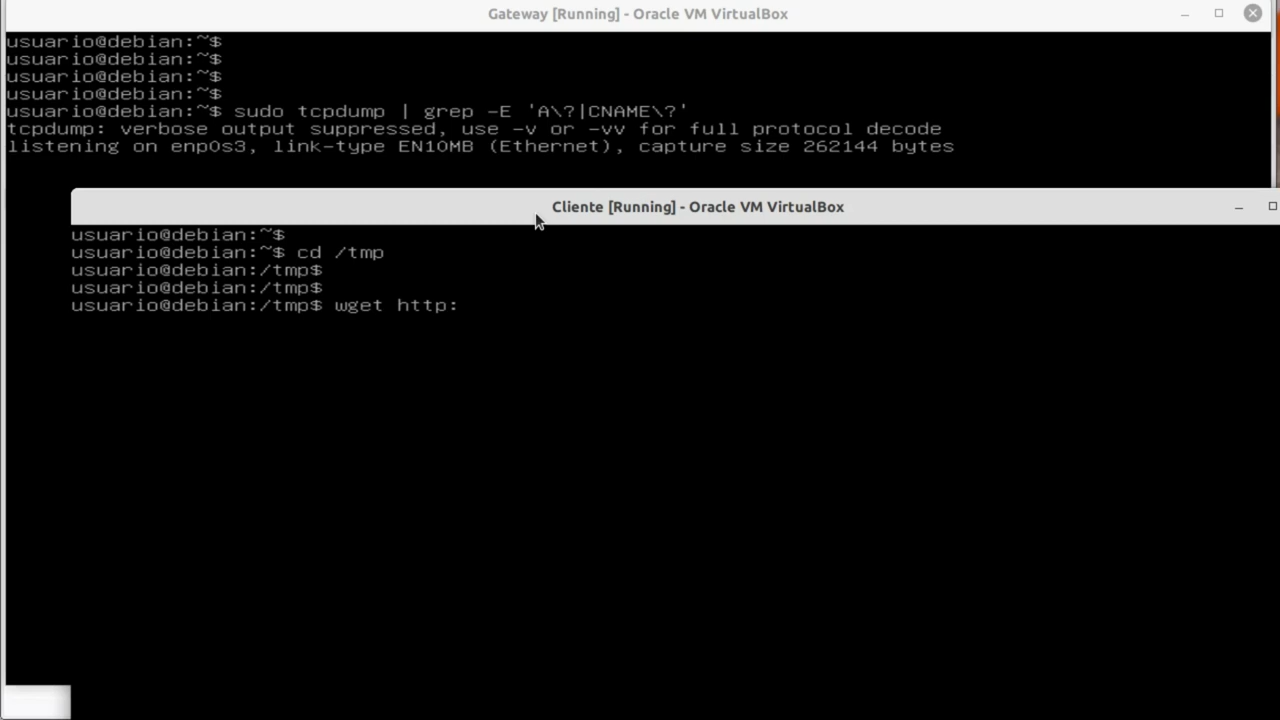 Gateway [Running] - Oracle VM VirtualBox
usuario@debian:~$
usuario@debian:~$
usuario@debian:~$
usuario@debian:~$
usuario@debian:~$ sudo tcpdump | grep -E 'A\?|CNAME\?'
tcpdump: verbose output suppressed, use -v or -vv for full protocol decode
listening on enp0s3, link-type EN10MB (Ethernet), capture size 262144 bytes
Cliente [Running] - Oracle VM VirtualBox
usuario@debian:~$
usuario@debian:~$ cd /tmp
usuario@debian:/tmp$
usuario@debian:/tmp$
usuario@debian:/tmp$ wget http: